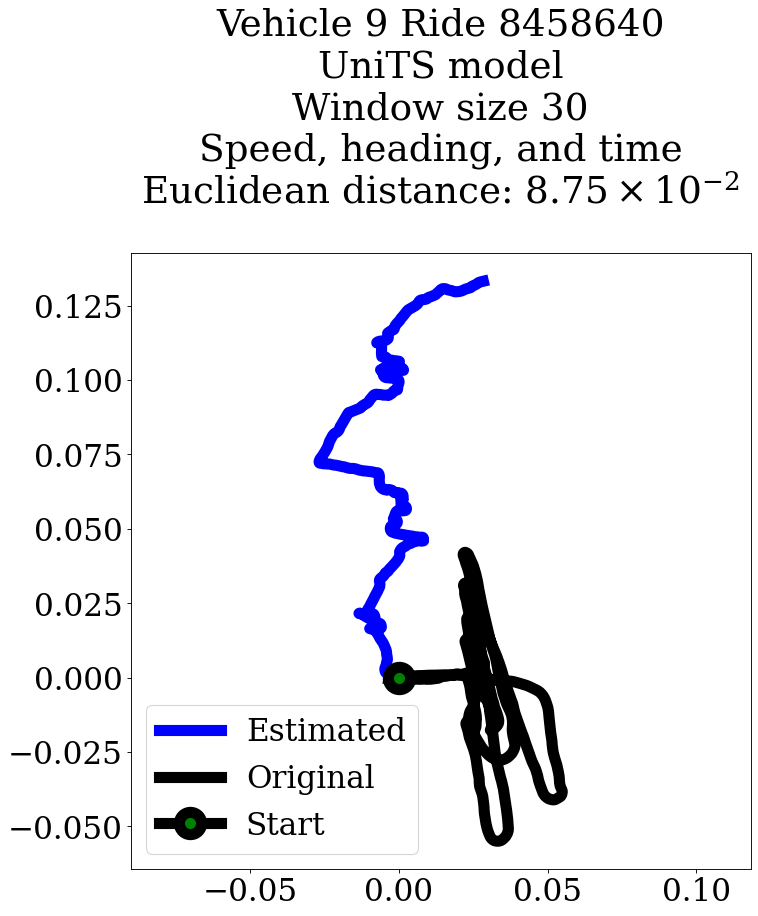 Vehicle 9 Ride 8458640
UniTS model
Window size 30
Speed, heading, and time
Euclidean distance: 8.75 × 10⁻²
0.125
0.100
0.075
0.050
0.025
0.000
−0.025
−0.050
Estimated
Original
Start
−0.05
0.00
0.05
0.10